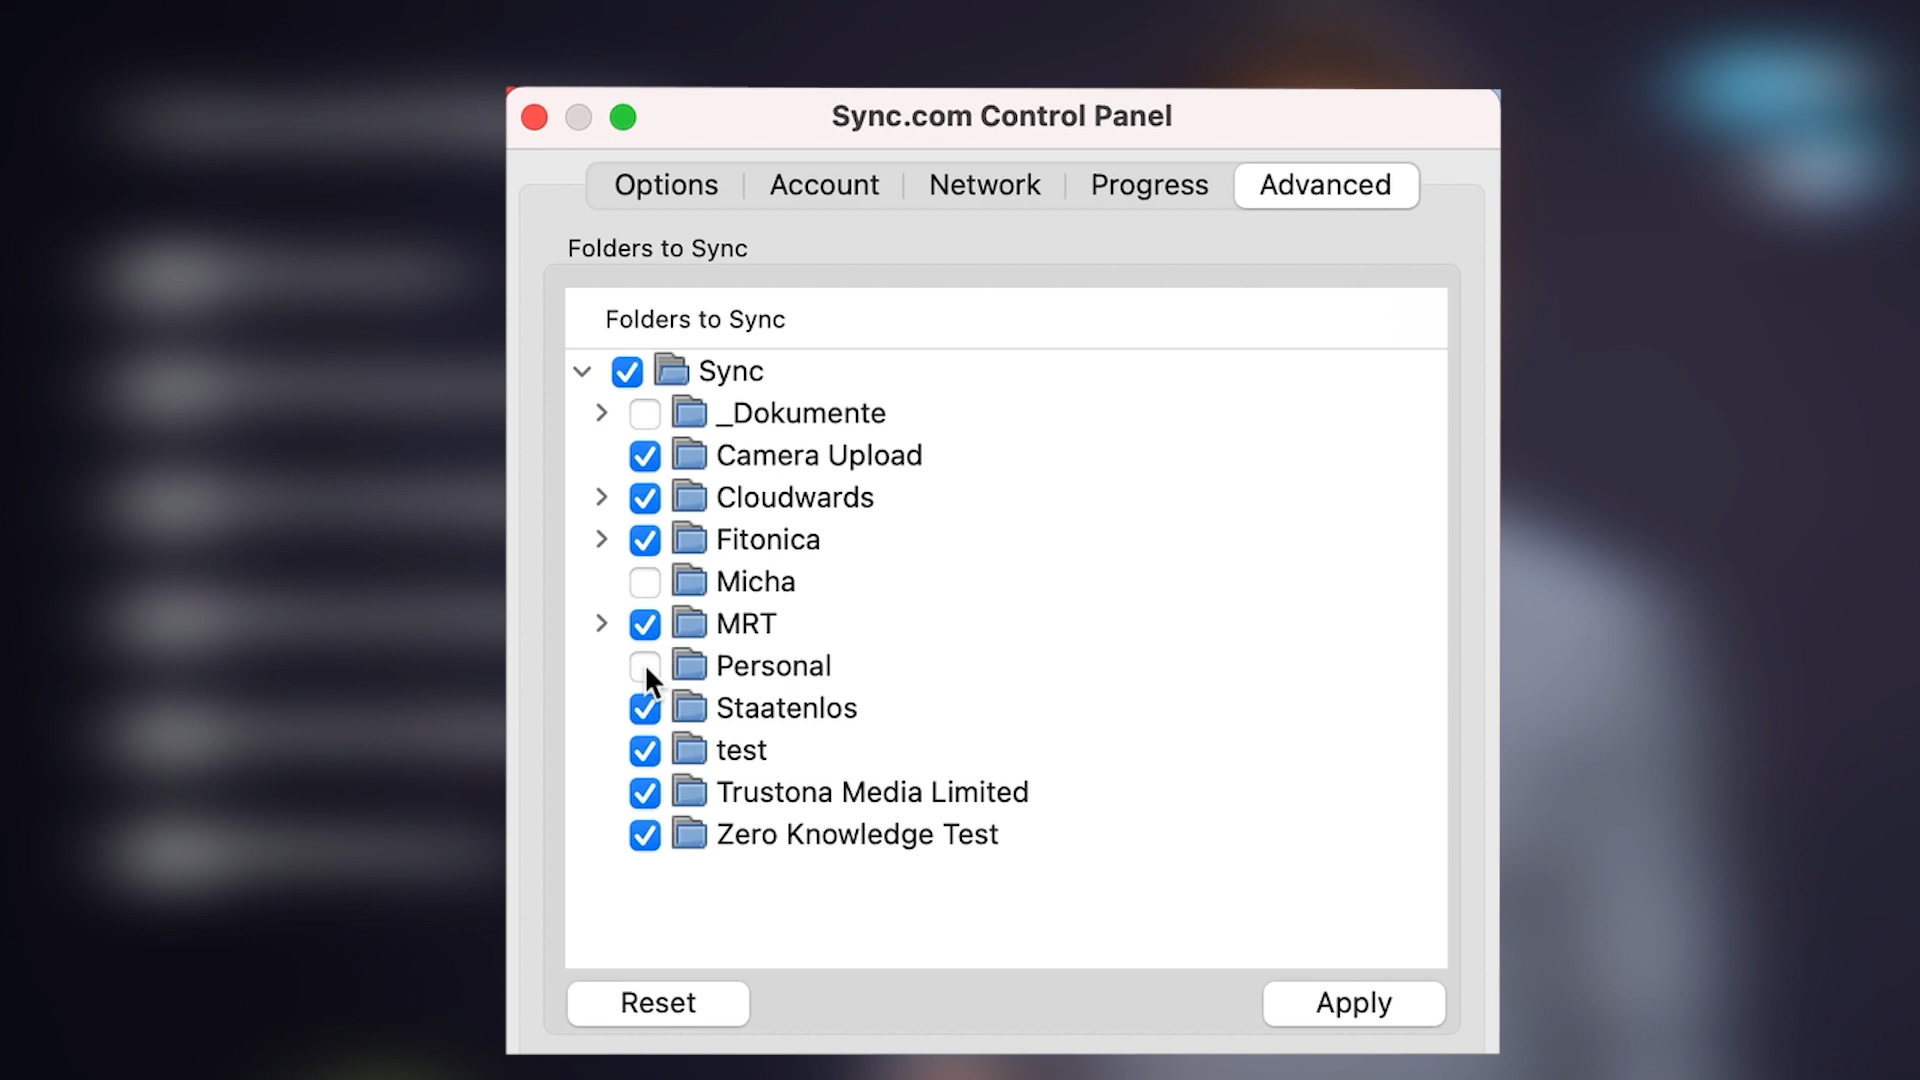 Sync.com Control Panel
Options
Account
Network
Progress
Advanced
Folders to Sync
Folders to Sync
Sync
_Dokumente
Camera Upload
Cloudwards
Fitonica
Micha
MRT
Personal
Staatenlos
test
Trustona Media Limited
Zero Knowledge Test
Reset
Apply